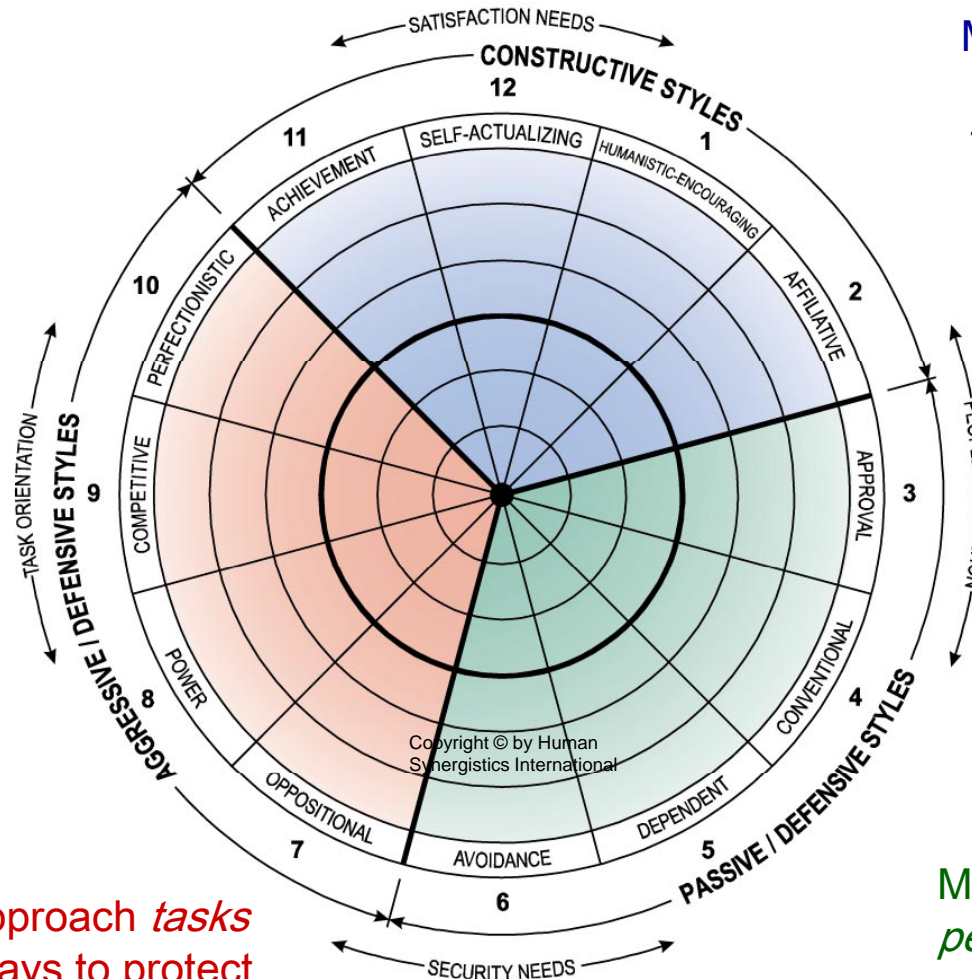 SATISFACTION NEEDS
CONSTRUCTIVE STYLES
12
11
1
SELF-ACTUALIZING
ACHIEVEMENT
HUMANISTIC-ENCOURAGING
10
2
PERFECTIONISTIC
AFFILIATIVE
TASK ORIENTATION
AGGRESSIVE / DEFENSIVE STYLES
9
COMPETITIVE
APPROVAL
3
8
POWER
CONVENTIONAL
4
PASSIVE / DEFENSIVE STYLES
Copyright © by Human
Synergistics International
OPPOSITIONAL
DEPENDENT
7
AVOIDANCE
5
6
SECURITY NEEDS
tasks
to protect